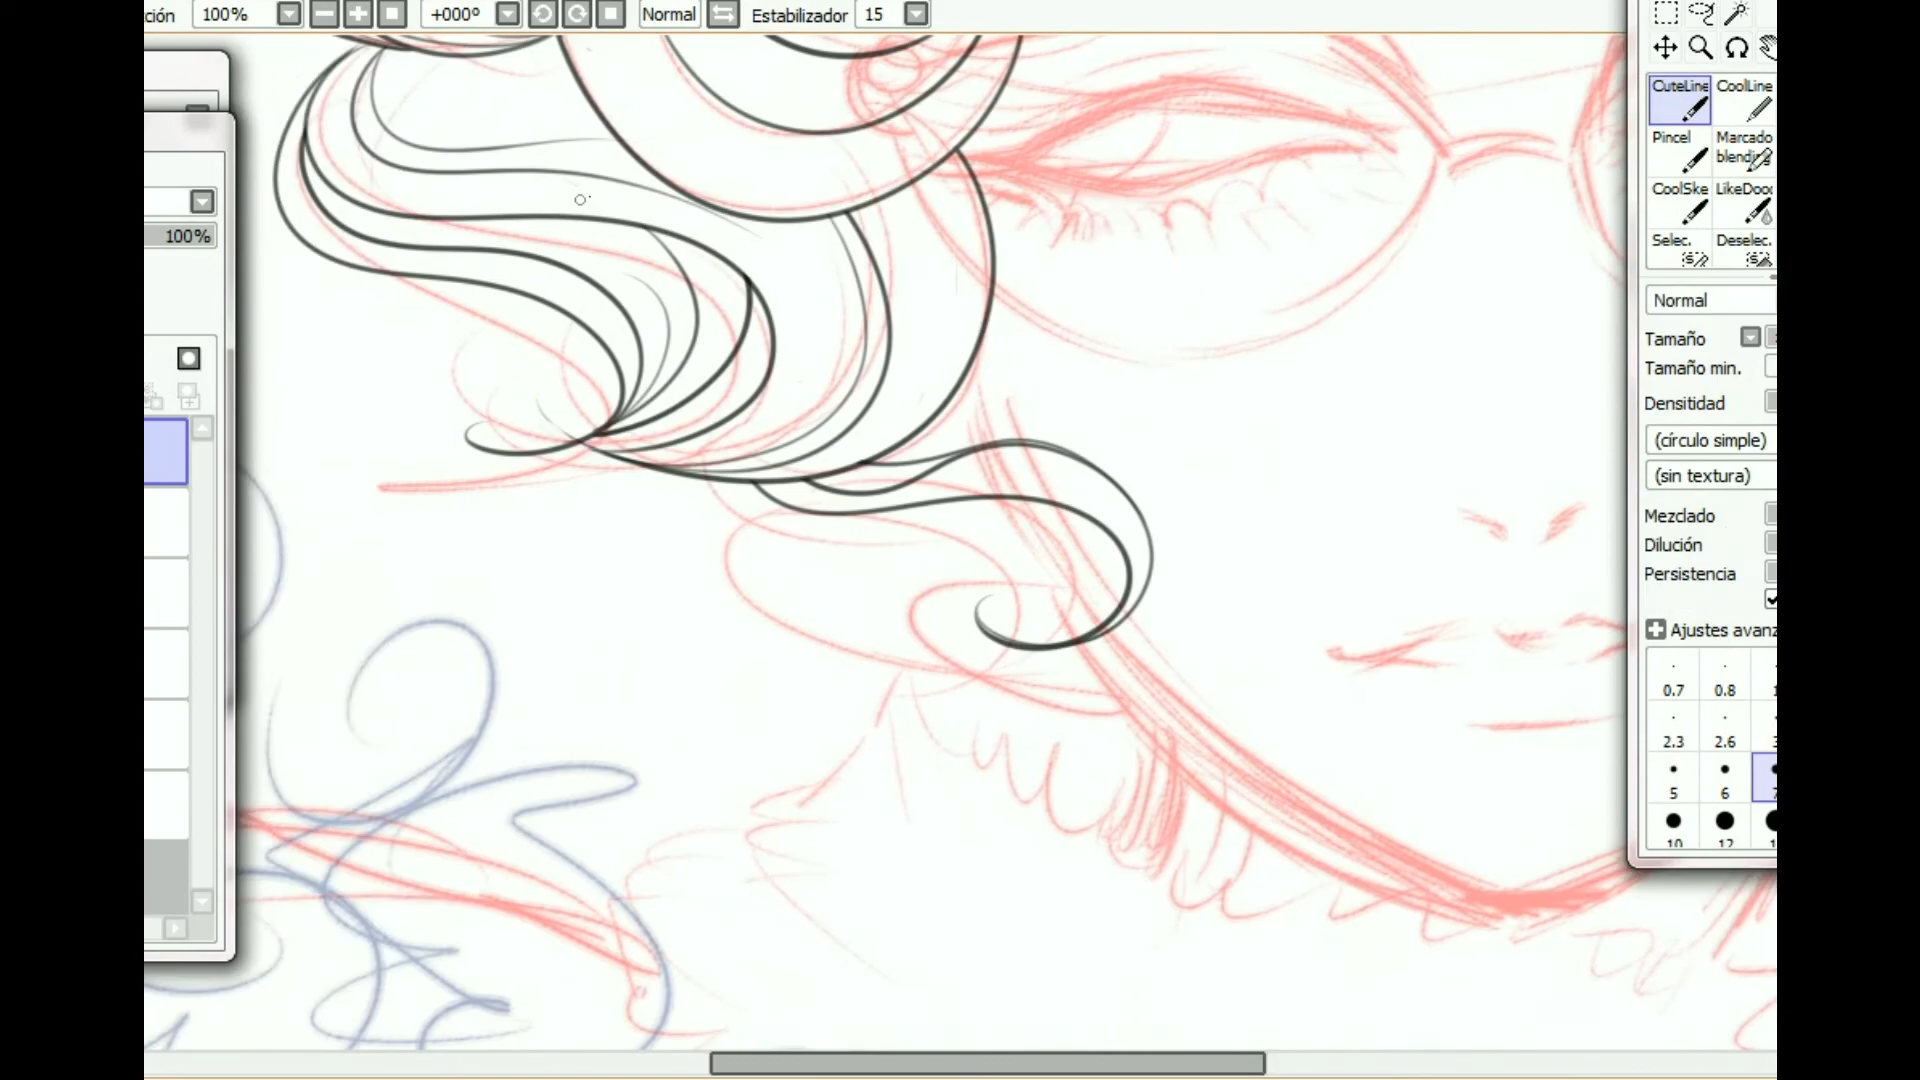 ción 100% +000º Normal Estabilizador 15
100%
CuteLine CoolLine
Pincel Marcado
blending
CoolSke LikeDood
Selec. Deselec.
Normal
Tamaño
Tamaño min.
Densitidad
(círculo simple)
(sin textura)
Mezclado
Dilución
Persistencia
Ajustes avanz
0.7 0.8
2.3 2.6
5 6 7
10 12